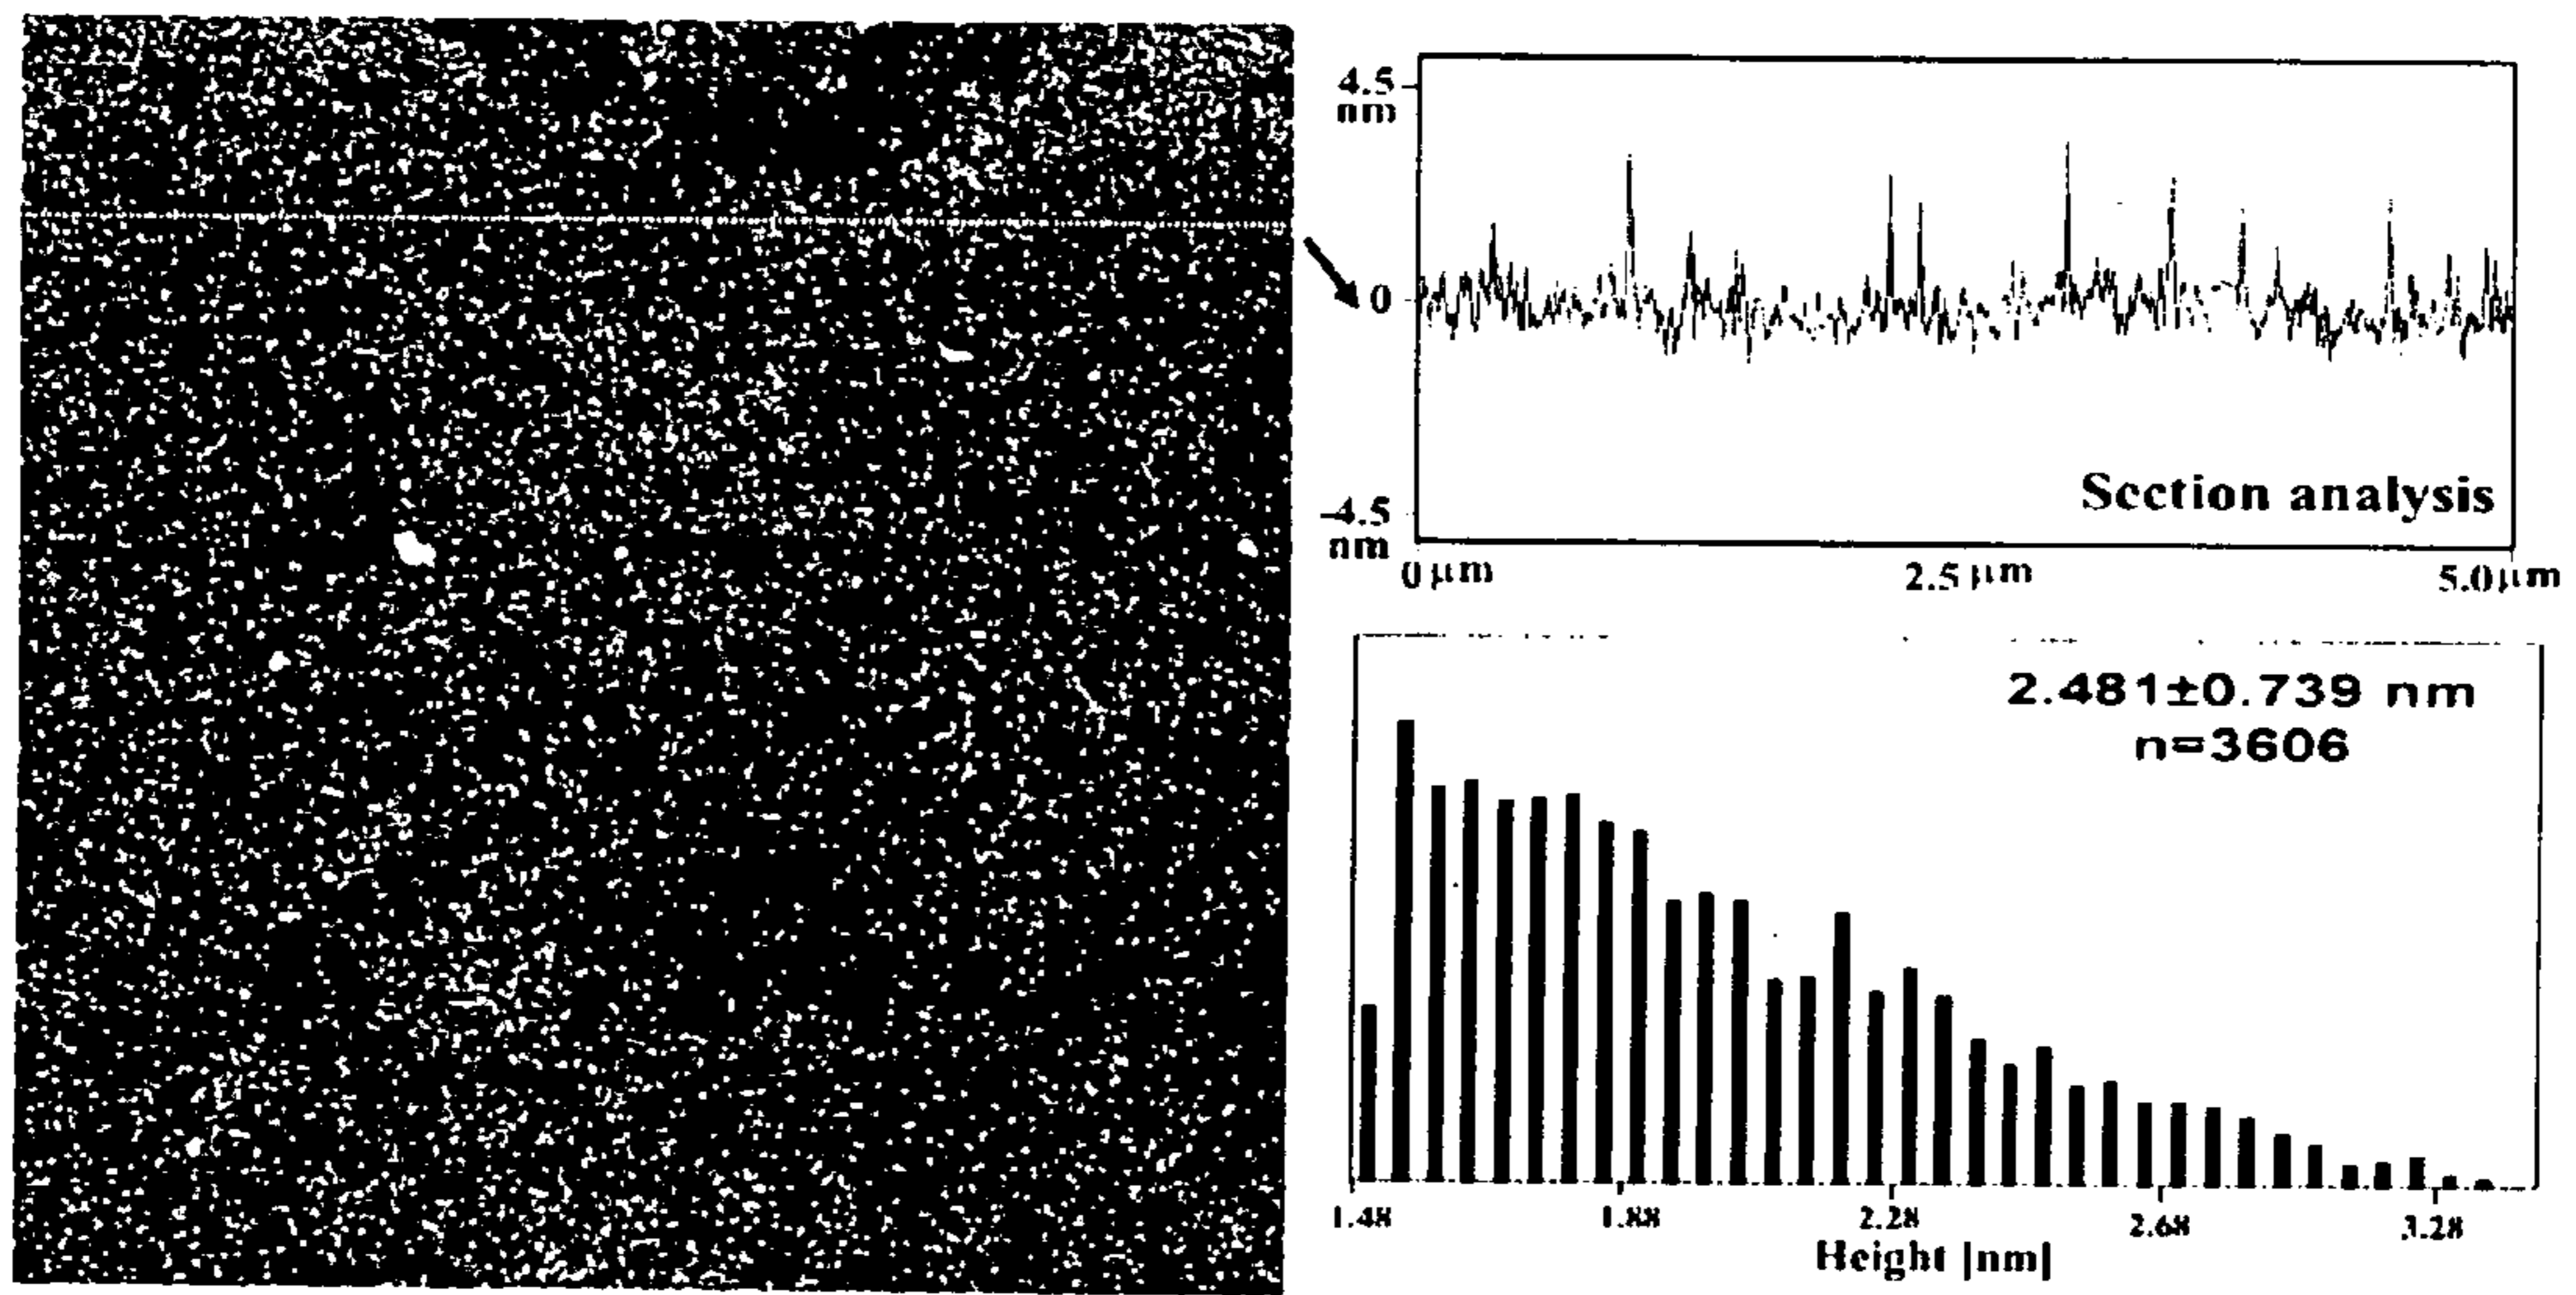 4.5
nm
0
-4.5
nm
0 μm 2.5 μm 5.0 μm
Section analysis
2.481±0.739 nm
n=3606
1.48 1.88 2.28 2.68 3.28
Height [nm]